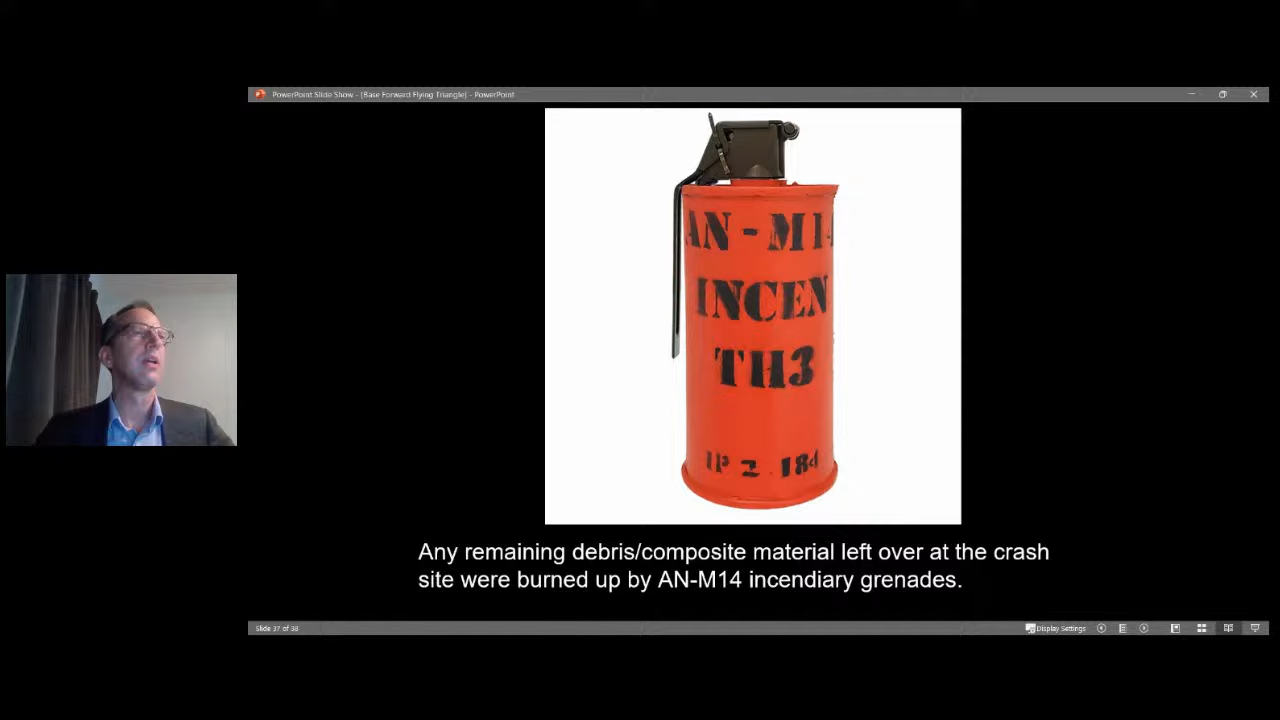 PowerPoint Slide Show - [Base Forward Flying Triangle] - PowerPoint
AN-M14
INCEN
TH3
Any remaining debris/composite material left over at the crash
site were burned up by AN-M14 incendiary grenades.
Slide 37 of 38
Display Settings